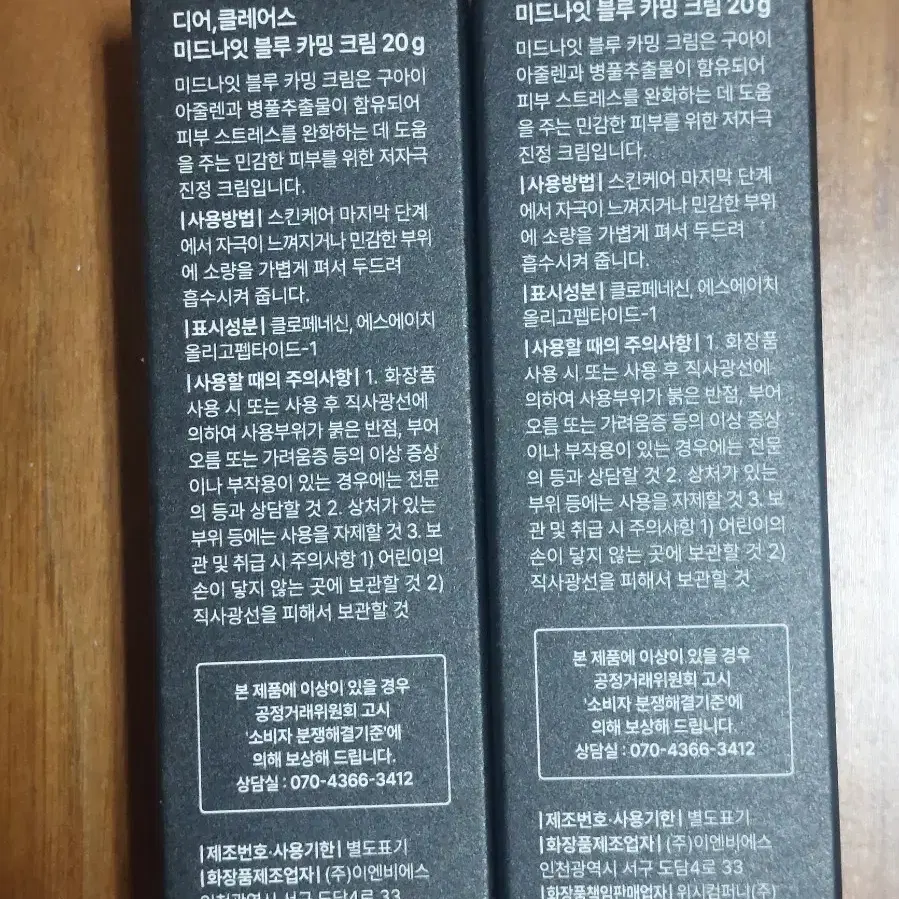 디어,클레어스
미드나잇 블루 카밍 크림 20g
미드나잇 블루 카밍 크림은 구아이
아줄렌과 병풀추출물이 함유되어
피부 스트레스를 완화하는 데 도움
을 주는 민감한 피부를 위한 저자극
진정 크림입니다.
|사용방법| 스킨케어 마지막 단계
에서 자극이 느껴지거나 민감한 부위
에 소량을 가볍게 펴서 두드려
흡수시켜 줍니다.
|표시성분| 클로페네신, 에스에이치
올리고펩타이드-1
|사용할 때의 주의사항| 1. 화장품
사용 시 또는 사용 후 직사광선에
의하여 사용부위가 붉은 반점, 부어
오름 또는 가려움증 등의 이상 증상
이나 부작용이 있는 경우에는 전문
의 등과 상담할 것 2. 상처가 있는
부위 등에는 사용을 자제할 것 3. 보
관 및 취급 시 주의사항 1) 어린이의
손이 닿지 않는 곳에 보관할 것 2)
직사광선을 피해서 보관할 것
본 제품에 이상이 있을 경우
공정거래위원회 고시
'소비자 분쟁해결기준'에
의해 보상해 드립니다.
상담실 : 070-4366-3412
|제조번호·사용기한| 별도표기
|화장품제조업자| (주)이엔비에스
인천광역시 서구 도담4로 33
미드나잇 블루 카밍 크림 20g
미드나잇 블루 카밍 크림은 구아이
아줄렌과 병풀추출물이 함유되어
피부 스트레스를 완화하는 데 도움
을 주는 민감한 피부를 위한 저자극
진정 크림입니다.
|사용방법| 스킨케어 마지막 단계
에서 자극이 느껴지거나 민감한 부위
에 소량을 가볍게 펴서 두드려
흡수시켜 줍니다.
|표시성분| 클로페네신, 에스에이치
올리고펩타이드-1
|사용할 때의 주의사항| 1. 화장품
사용 시 또는 사용 후 직사광선에
의하여 사용부위가 붉은 반점, 부어
오름 또는 가려움증 등의 이상 증상
이나 부작용이 있는 경우에는 전문
의 등과 상담할 것 2. 상처가 있는
부위 등에는 사용을 자제할 것 3. 보
관 및 취급 시 주의사항 1) 어린이의
손이 닿지 않는 곳에 보관할 것 2)
직사광선을 피해서 보관할 것
본 제품에 이상이 있을 경우
공정거래위원회 고시
'소비자 분쟁해결기준'에
의해 보상해 드립니다.
상담실 : 070-4366-3412
|제조번호·사용기한| 별도표기
|화장품제조업자| (주)이엔비에스
인천광역시 서구 도담4로 33
|화장품책임판매업자| 위시컴퍼니(주)